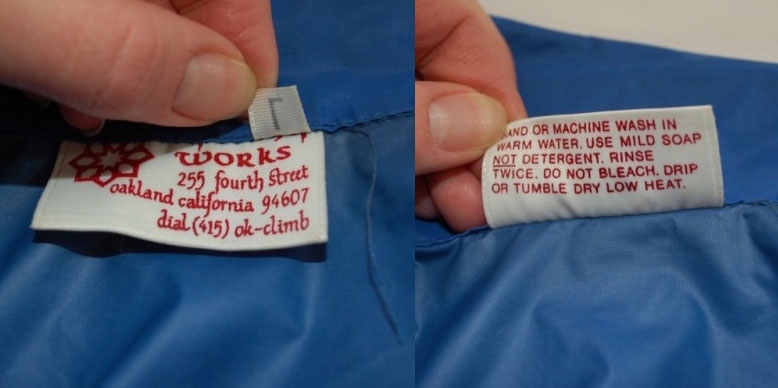 L
works
255 fourth street
oakland california 94607
dial (415) ok-climb
HAND OR MACHINE WASH IN
WARM WATER. USE MILD SOAP
NOT DETERGENT. RINSE
TWICE. DO NOT BLEACH. DRIP
OR TUMBLE DRY LOW HEAT.